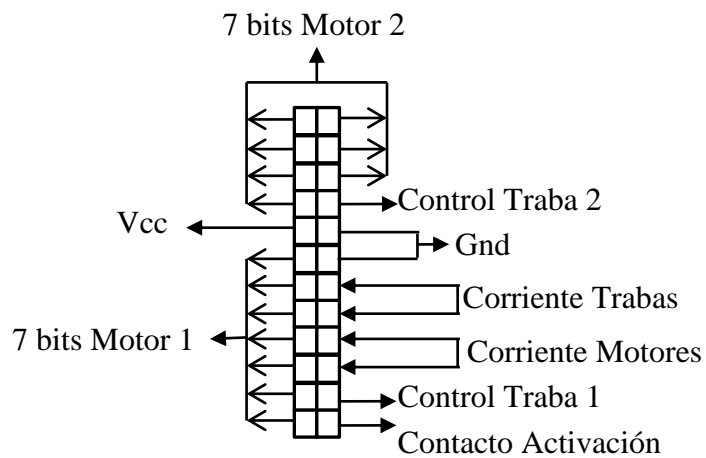 7 bits Motor 2
Control Traba 2
Vcc
Gnd
Corriente Trabas
7 bits Motor 1
Corriente Motores
Control Traba 1
Contacto Activación